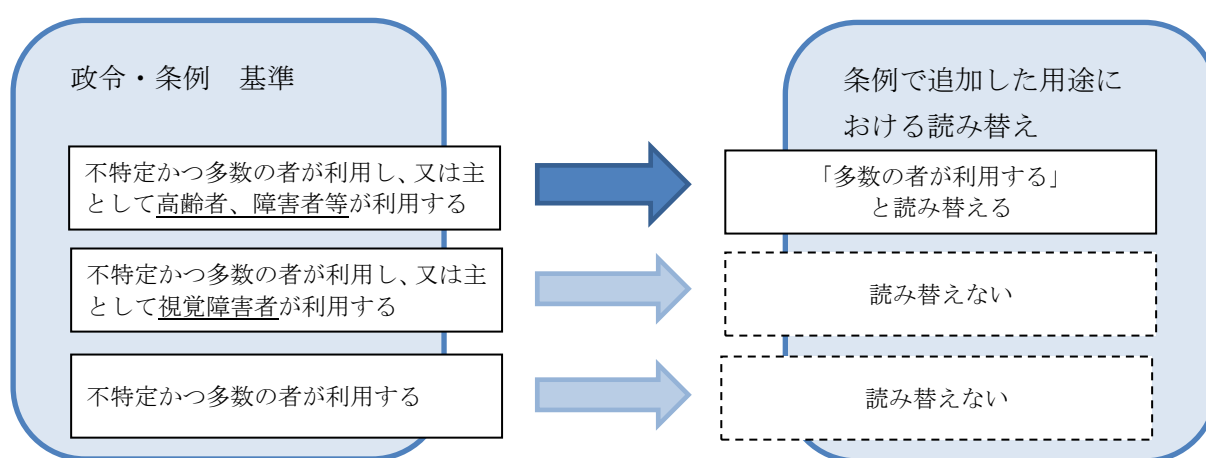 政令・条例　基準
不特定かつ多数の者が利用し、又は主
として高齢者、障害者等が利用する
不特定かつ多数の者が利用し、又は主
として視覚障害者が利用する
不特定かつ多数の者が利用する
条例で追加した用途に
おける読み替え
「多数の者が利用する」
と読み替える
読み替えない
読み替えない